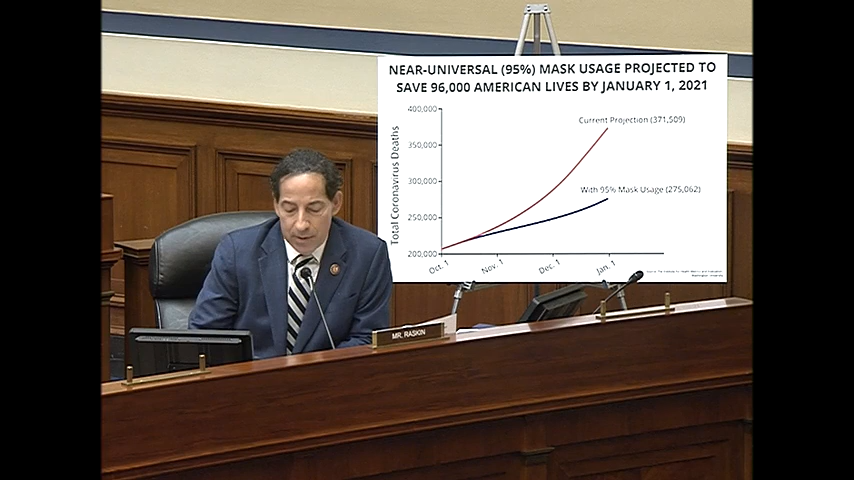 NEAR-UNIVERSAL (95%) MASK USAGE PROJECTED TO
SAVE 96,000 AMERICAN LIVES BY JANUARY 1, 2021
Total Coronavirus Deaths
400,000
350,000
300,000
250,000
200,000
Current Projection (371,509)
With 95% Mask Usage (275,062)
Oct. 1
Nov. 1
Dec. 1
Jan. 1
MR. RASKIN